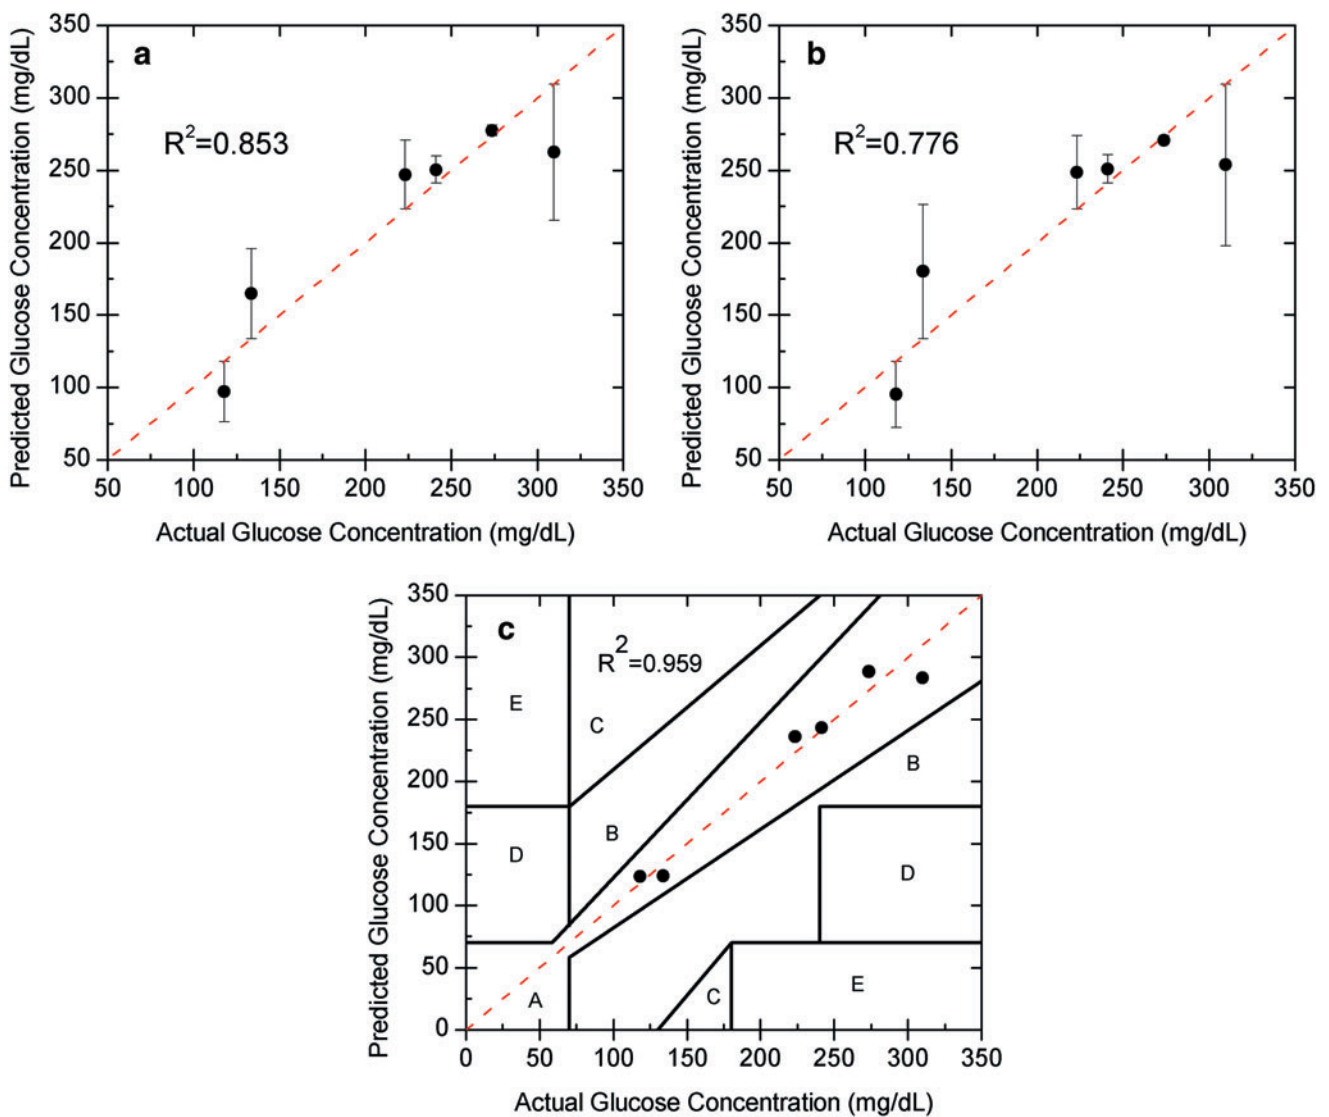 a
R²=0.853
350
300
250
200
150
100
50
50 100 150 200 250 300 350
Predicted Glucose Concentration (mg/dL)
Actual Glucose Concentration (mg/dL)
b
R²=0.776
350
300
250
200
150
100
50
50 100 150 200 250 300 350
Predicted Glucose Concentration (mg/dL)
Actual Glucose Concentration (mg/dL)
c
R²=0.959
E
C
B
B
D
D
A
C
E
350
300
250
200
150
100
50
0
0 50 100 150 200 250 300 350
Predicted Glucose Concentration (mg/dL)
Actual Glucose Concentration (mg/dL)